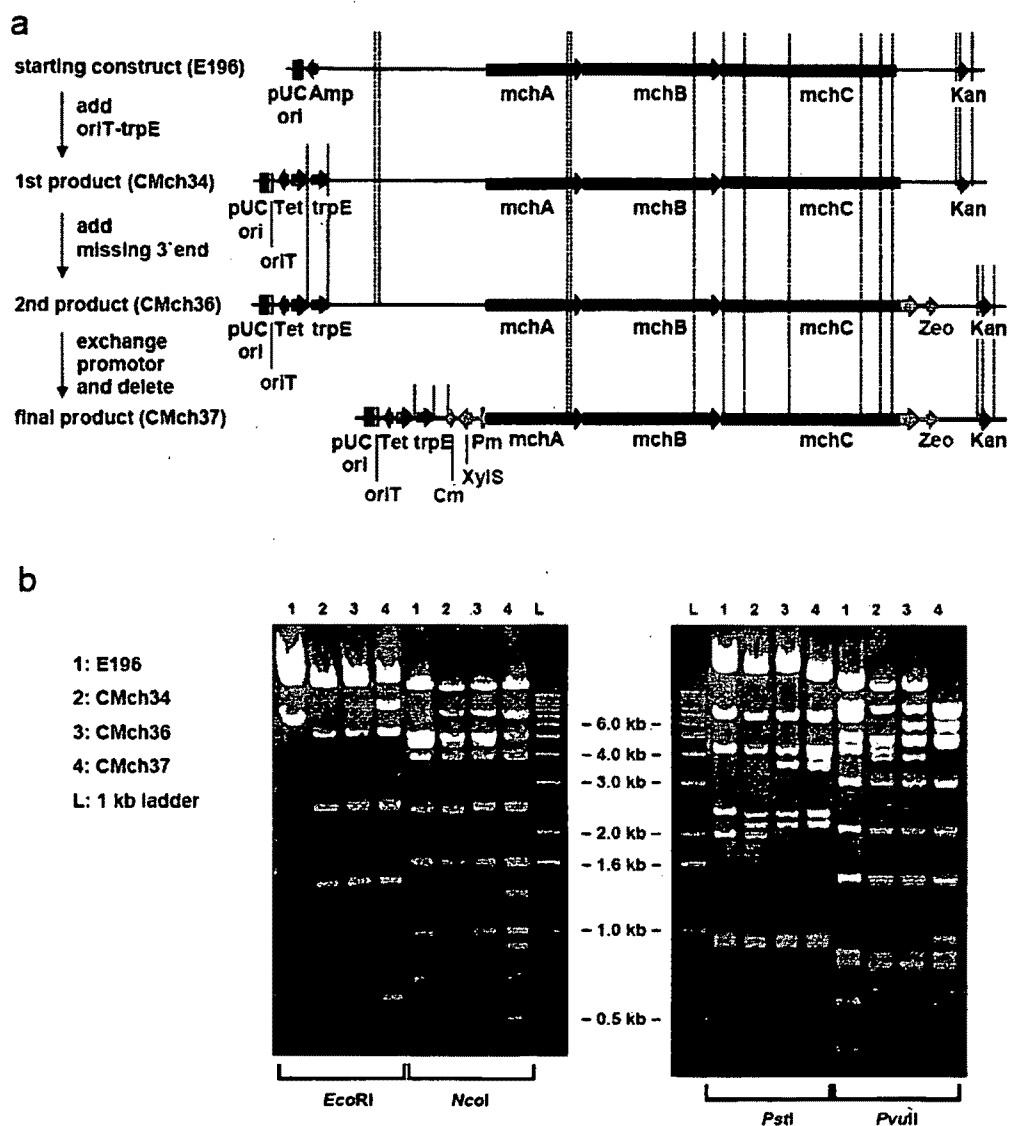 a
starting construct (E196)
pUC Amp
ori
mchA
mchB
mchC
Kan
add
oriT-trpE
1st product (CMch34)
pUC Tet trpE
ori
oriT
mchA
mchB
mchC
Kan
add
missing 3'end
2nd product (CMch36)
pUC Tet trpE
ori
oriT
mchA
mchB
mchC
Zeo
Kan
exchange
promotor
and delete
final product (CMch37)
pUC Tet trpE Pm mchA
ori
oriT
Cm
XylS
mchB
mchC
Zeo
Kan
b
1: E196
2: CMch34
3: CMch36
4: CMch37
L: 1 kb ladder
1 2 3 4 1 2 .3 4 L
L 1 2 3 4 1 2 3 4
– 6.0 kb –
– 4.0 kb –
– 3.0 kb –
– 2.0 kb –
– 1.6 kb –
– 1.0 kb –
– 0.5 kb –
EcoRI
NcoI
PstI
PvuII